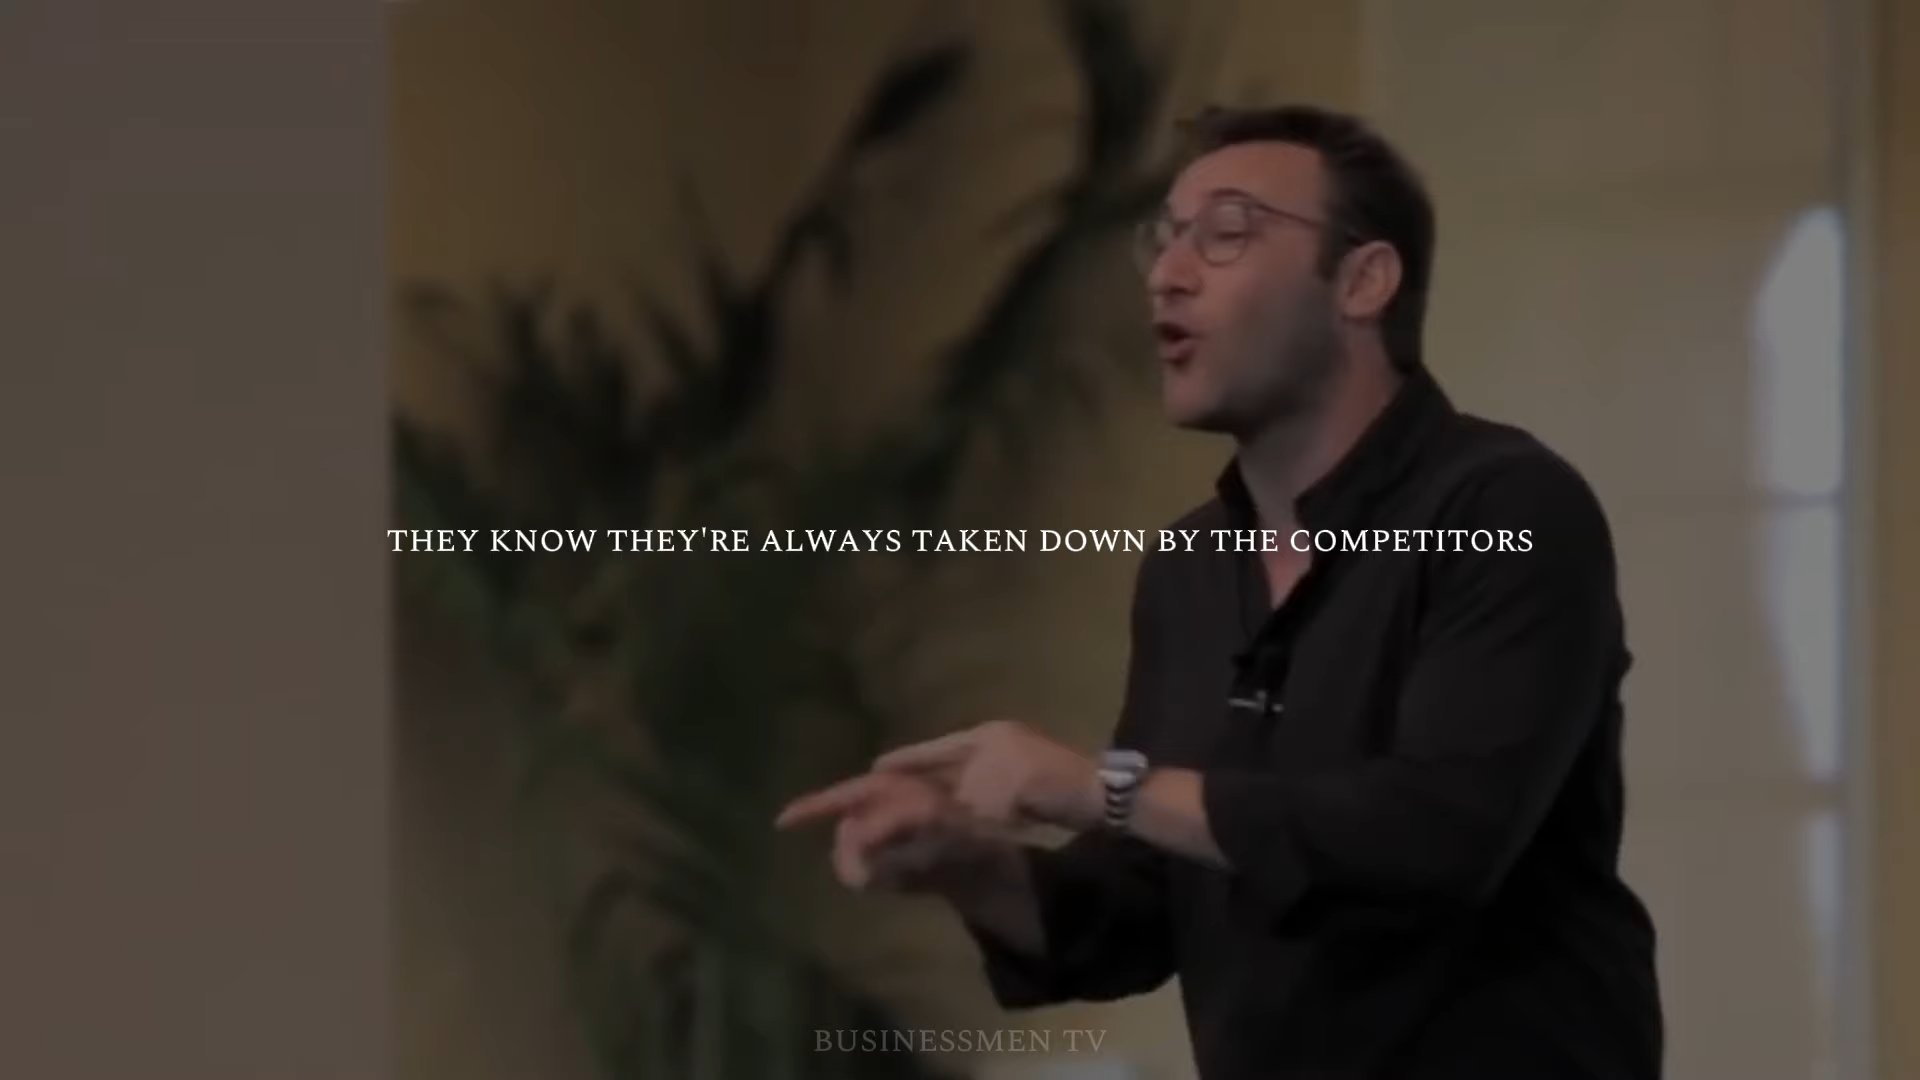 THEY KNOW THEY'RE ALWAYS TAKEN DOWN BY THE COMPETITORS
BUSINESSMEN TV